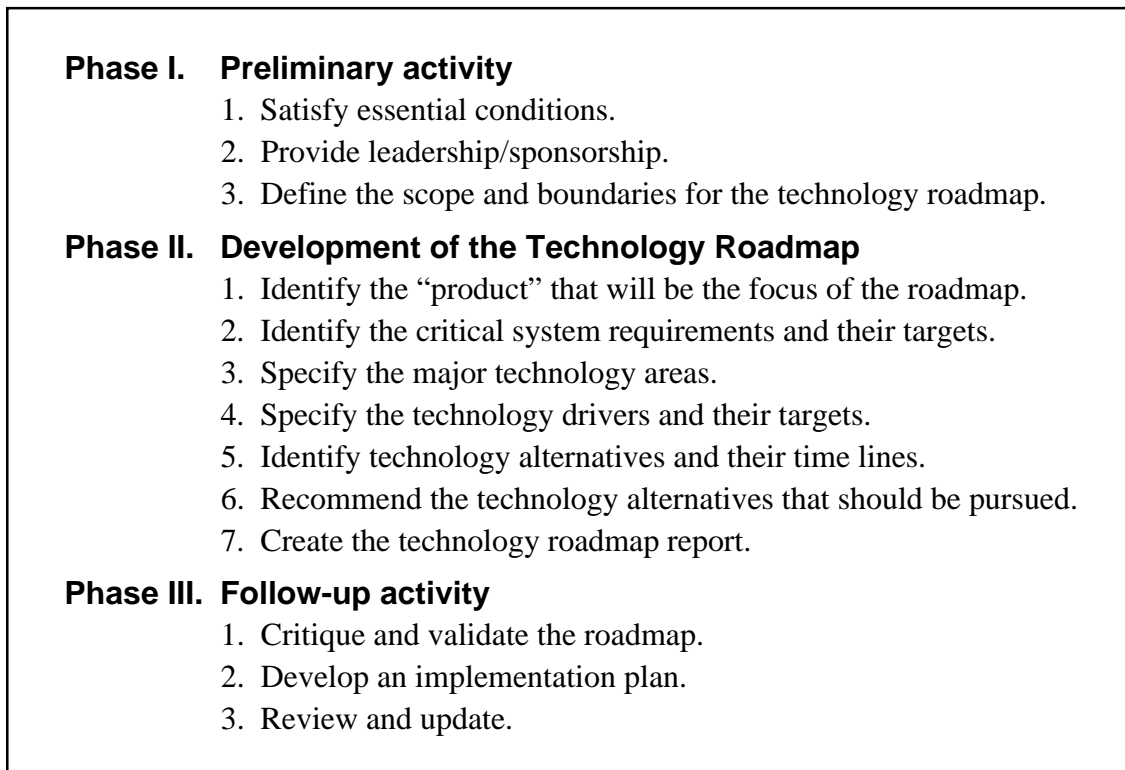 Phase I. Preliminary activity
1. Satisfy essential conditions.
2. Provide leadership/sponsorship.
3. Define the scope and boundaries for the technology roadmap.
Phase II. Development of the Technology Roadmap
1. Identify the “product” that will be the focus of the roadmap.
2. Identify the critical system requirements and their targets.
3. Specify the major technology areas.
4. Specify the technology drivers and their targets.
5. Identify technology alternatives and their time lines.
6. Recommend the technology alternatives that should be pursued.
7. Create the technology roadmap report.
Phase III. Follow-up activity
1. Critique and validate the roadmap.
2. Develop an implementation plan.
3. Review and update.